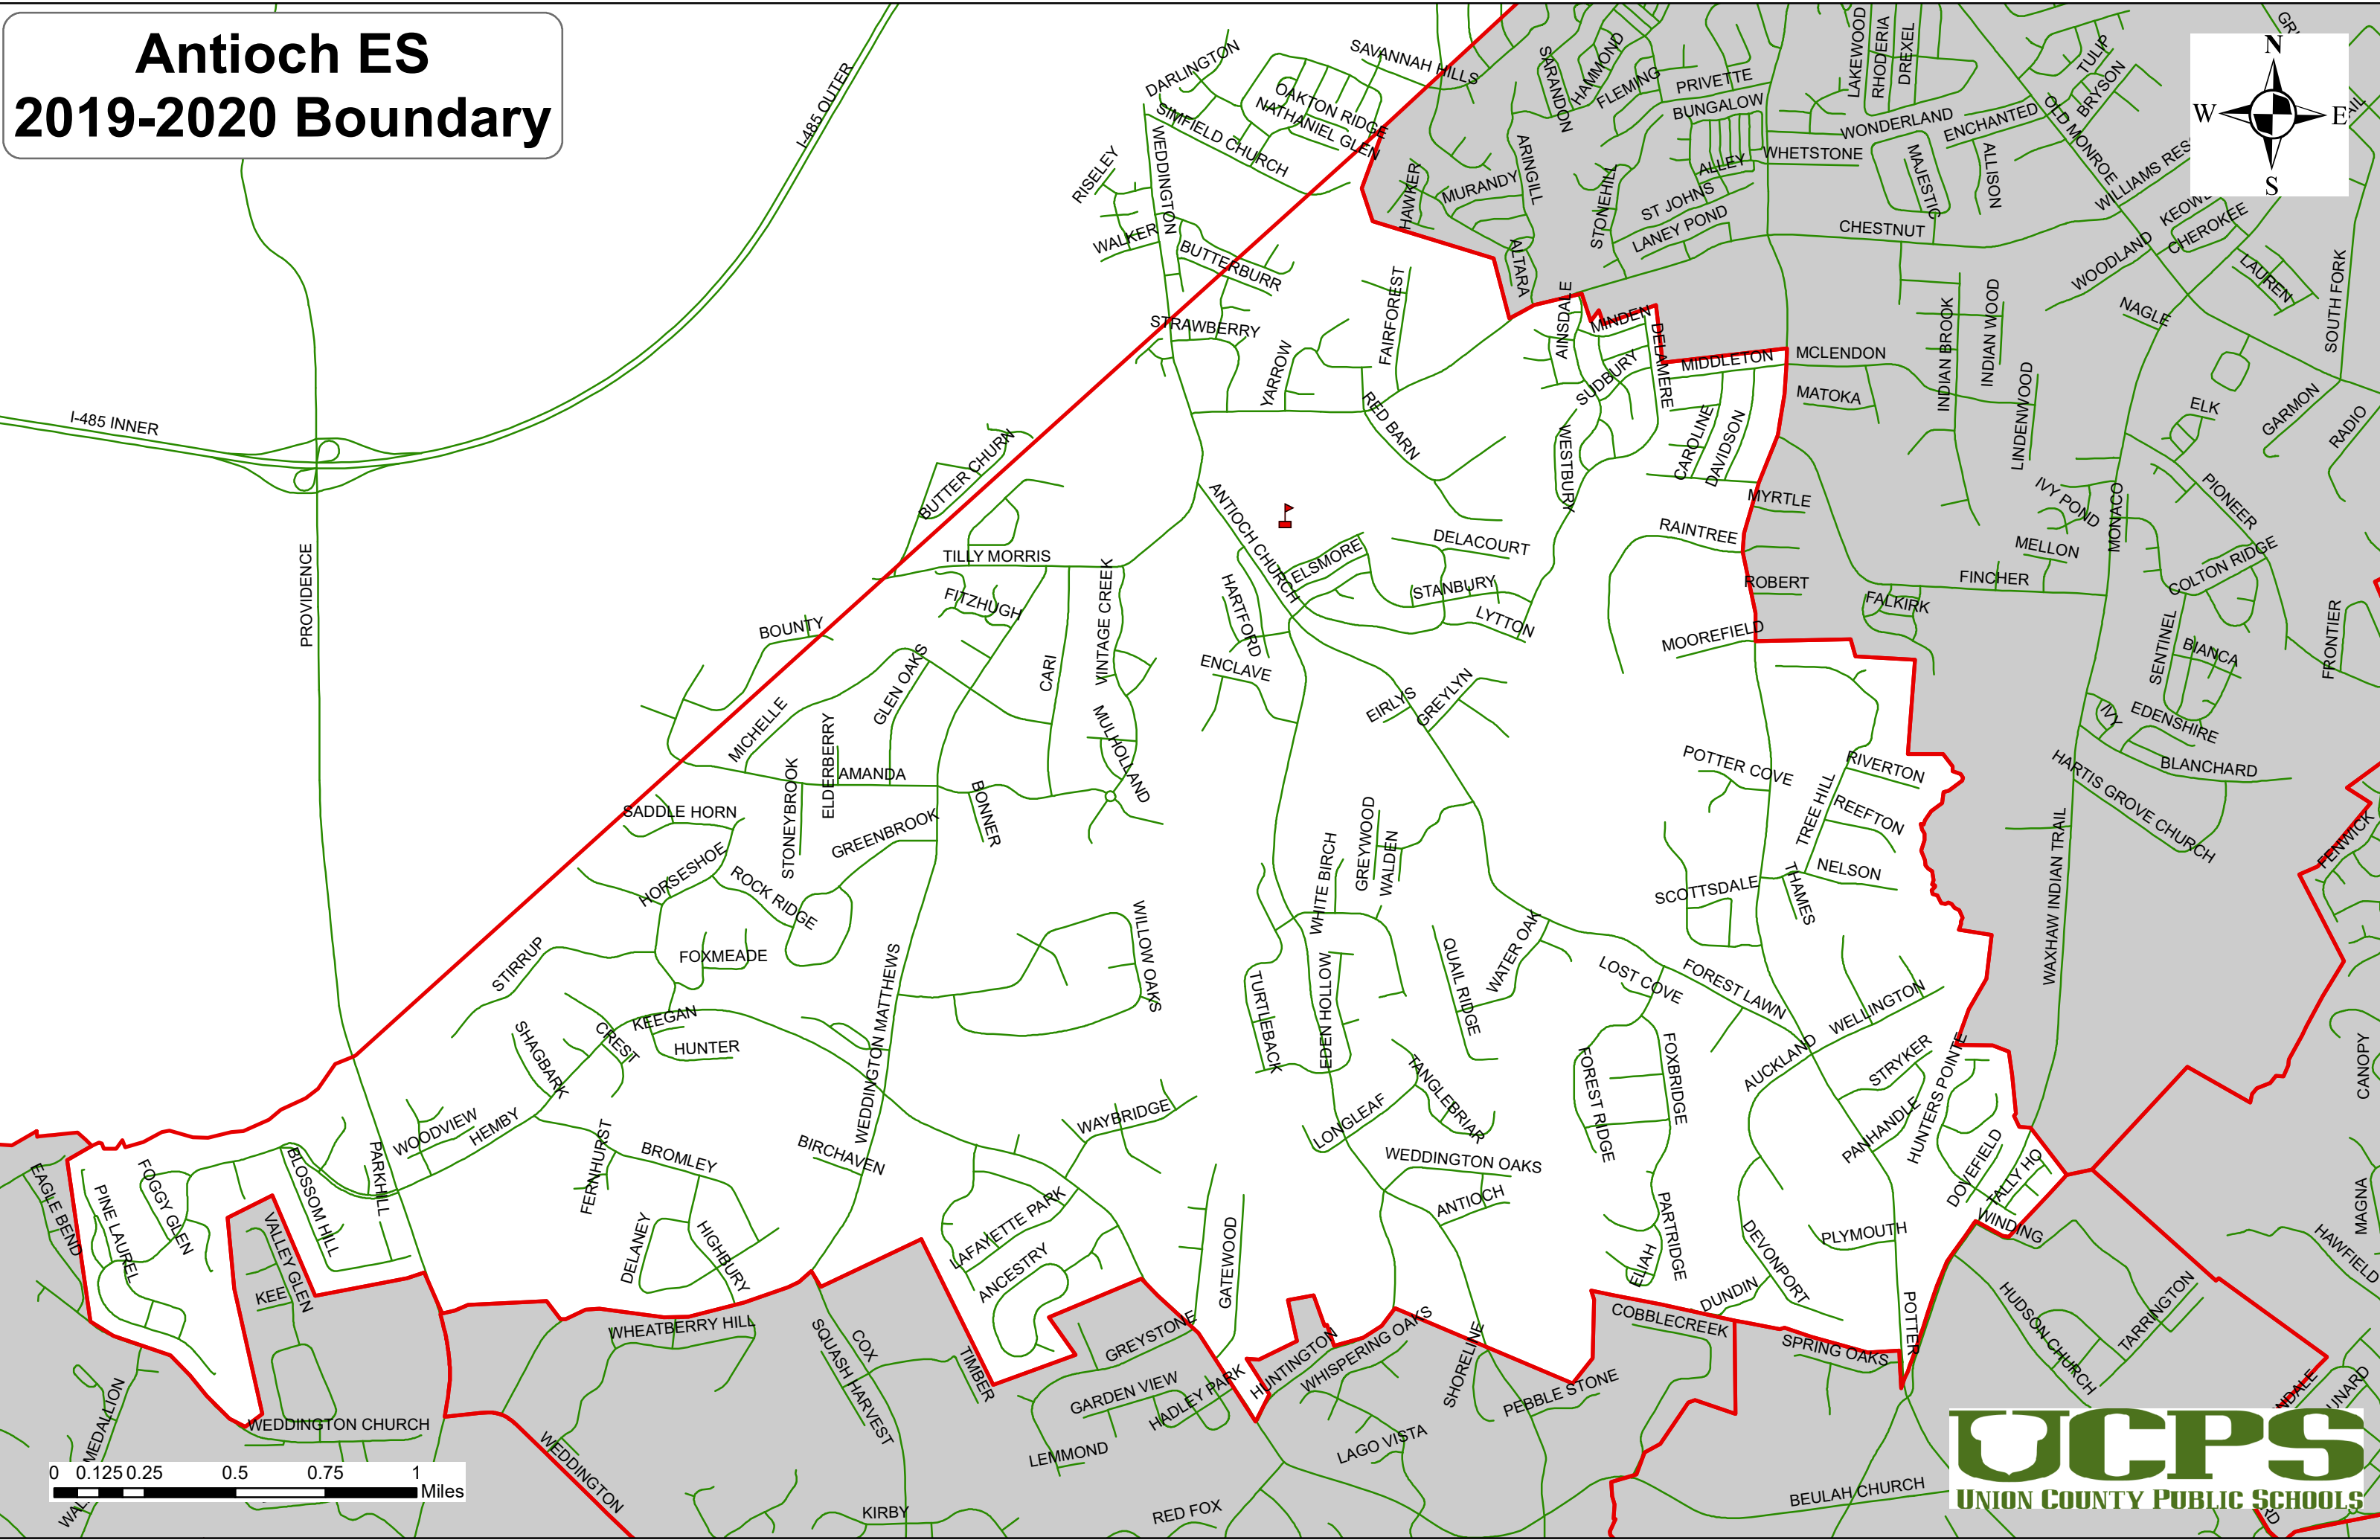 Antioch ES
2019-2020 Boundary
N
W
E
S
I-485 OUTER
I-485 INNER
PROVIDENCE
DARLINGTON
SAVANNAH HILLS
OAKTON RIDGE
NATHANIEL GLEN
SIMFIELD CHURCH
WEDDINGTON
RISELEY
WALKER
BUTTERBURR
STRAWBERRY
YARROW
FAIRFOREST
RED BARN
SARANDON
HAMMOND
FLEMING
PRIVETTE
BUNGALOW
ALLEY
WHETSTONE
ARINGILL
HAWKER
MURANDY
ALTARA
STONEHILL
ST JOHNS
LANEY POND
LAKEWOOD
RHODERIA
DREXEL
WONDERLAND
ENCHANTED
MAJESTIC
ALLISON
OLD MONROE
TULIP
BRYSON
CHESTNUT
WOODLAND
CHEROKEE
LAUREN
NAGLE
SOUTH FORK
AINSDALE
MINDEN
DELAMERE
SUDBURY
MIDDLETON
MCLENDON
MATOKA
INDIAN BROOK
INDIAN WOOD
LINDENWOOD
CAROLINE
DAVIDSON
WESTBURY
MYRTLE
RAINTREE
ROBERT
MOOREFIELD
ELK
GARMON
RADIO
PIONEER
IVY POND
MONACO
MELLON
FINCHER
FALKIRK
COLTON RIDGE
SENTINEL
BIANCA
FRONTIER
IVY
EDENSHIRE
BLANCHARD
HARTIS GROVE CHURCH
WAXHAW INDIAN TRAIL
FENWICK
CANOPY
MAGNA
HAWFIELD
BUTTER CHURN
TILLY MORRIS
FITZHUGH
BOUNTY
VINTAGE CREEK
CARI
GLEN OAKS
MICHELLE
ELDERBERRY
AMANDA
STONEYBROOK
BONNER
MULHOLLAND
GREENBROOK
SADDLE HORN
HORSESHOE
ROCK RIDGE
FOXMEADE
STIRRUP
KEEGAN
HUNTER
CREST
SHAGBARK
WEDDINGTON MATTHEWS
WILLOW OAKS
ANTIOCH CHURCH
ELSMORE
DELACOURT
STANBURY
LYTTON
HARTFORD
ENCLAVE
EIRLYS
GREYLYN
POTTER COVE
TREE HILL
RIVERTON
REEFTON
NELSON
THAMES
SCOTTSDALE
GREYWOOD
WALDEN
WHITE BIRCH
EDEN HOLLOW
TURTLEBACK
QUAIL RIDGE
WATER OAK
LOST COVE
FOREST LAWN
WELLINGTON
AUCKLAND
STRYKER
PANHANDLE
HUNTERS POINTE
DOVEFIELD
TALLY HO
WINDING
FOREST RIDGE
FOXBRIDGE
TANGLEBRIAR
LONGLEAF
WEDDINGTON OAKS
ANTIOCH
PARTRIDGE
ELIAH
DEVONPORT
DUNDIN
PLYMOUTH
POTTER
COBBLECREEK
SPRING OAKS
HUDSON CHURCH
TARRINGTON
WOODVIEW
HEMBY
PARKHILL
BLOSSOM HILL
FOGGY GLEN
PINE LAUREL
EAGLE BEND
VALLEY GLEN
KEE
FERNHURST
BROMLEY
DELANEY
HIGHBURY
BIRCHAVEN
WAYBRIDGE
LAFAYETTE PARK
ANCESTRY
GATEWOOD
WHEATBERRY HILL
COX
SQUASH HARVEST
TIMBER
GREYSTONE
GARDEN VIEW
HADLEY PARK
LEMMOND
HUNTINGTON
WHISPERING OAKS
SHORELINE
PEBBLE STONE
LAGO VISTA
RED FOX
KIRBY
BEULAH CHURCH
WEDDINGTON
WEDDINGTON CHURCH
MEDALLION
0 0.125 0.25 0.5 0.75 1
Miles
UCPS
UNION COUNTY PUBLIC SCHOOLS